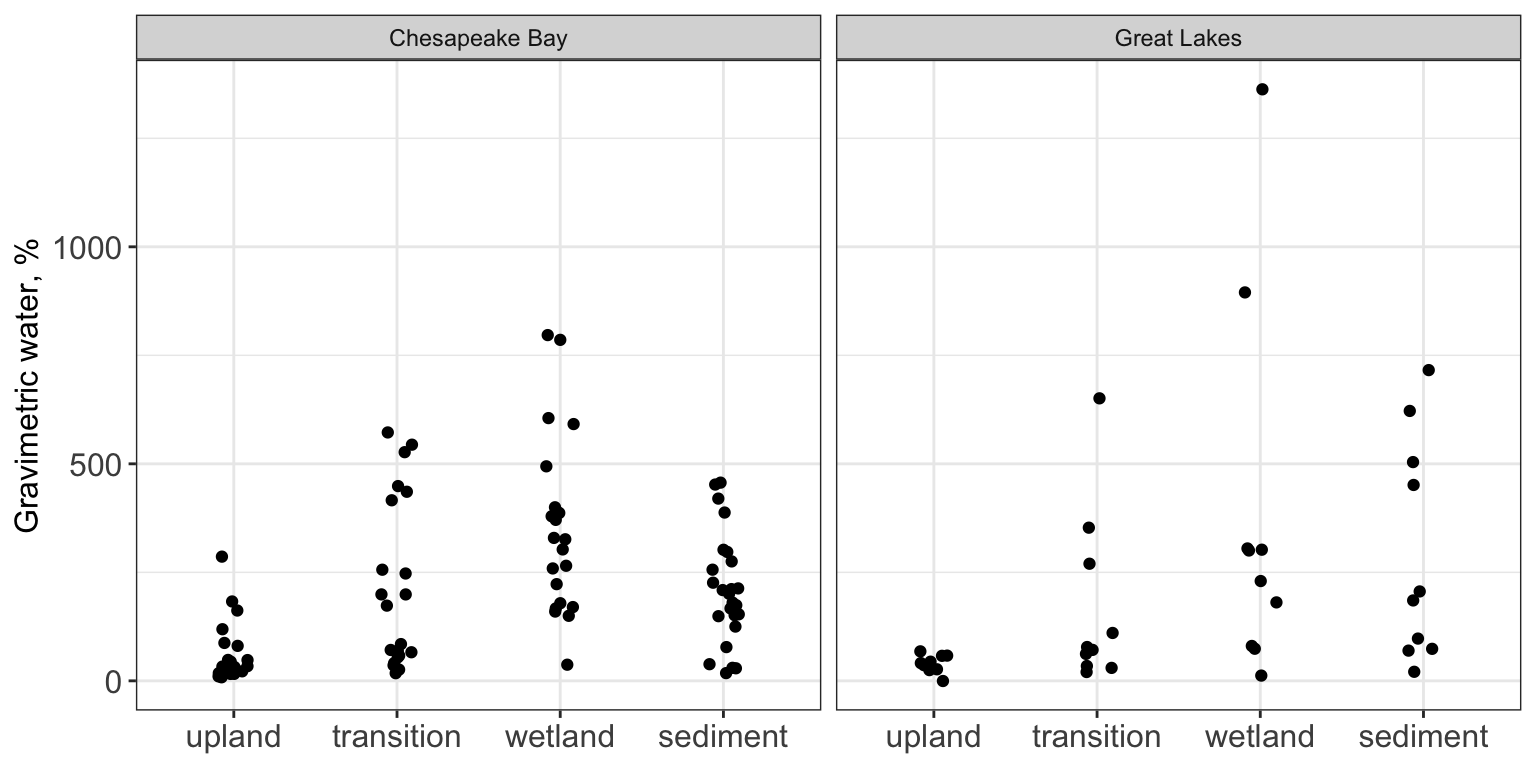 Chesapeake Bay
Great Lakes
Gravimetric water, %
1000
500
0
upland transition wetland sediment
upland transition wetland sediment